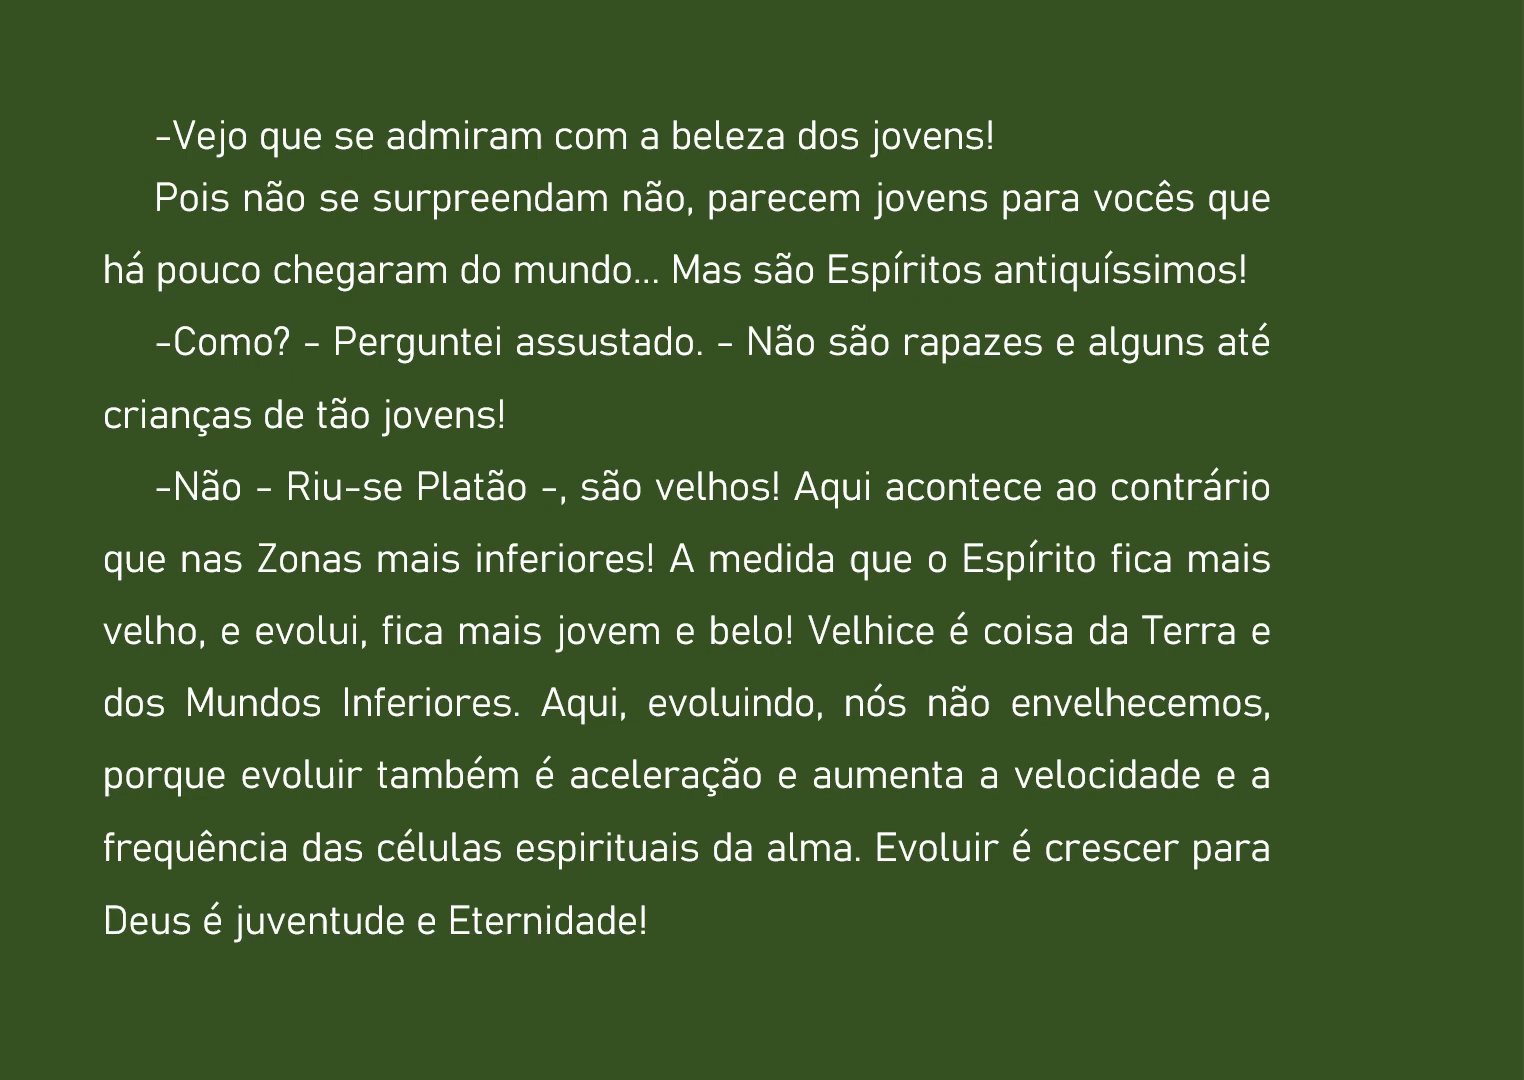 -Vejo que se admiram com a beleza dos jovens!
Pois não se surpreendam não, parecem jovens para vocês que
há pouco chegaram do mundo... Mas são Espíritos antiquíssimos!
-Como? - Perguntei assustado. - Não são rapazes e alguns até
crianças de tão jovens!
-Não - Riu-se Platão -, são velhos! Aqui acontece ao contrário
que nas Zonas mais inferiores! A medida que o Espírito fica mais
velho, e evolui, fica mais jovem e belo! Velhice é coisa da Terra e
dos Mundos Inferiores. Aqui, evoluindo, nós não envelhecemos,
porque evoluir também é aceleração e aumenta a velocidade e a
frequência das células espirituais da alma. Evoluir é crescer para
Deus é juventude e Eternidade!